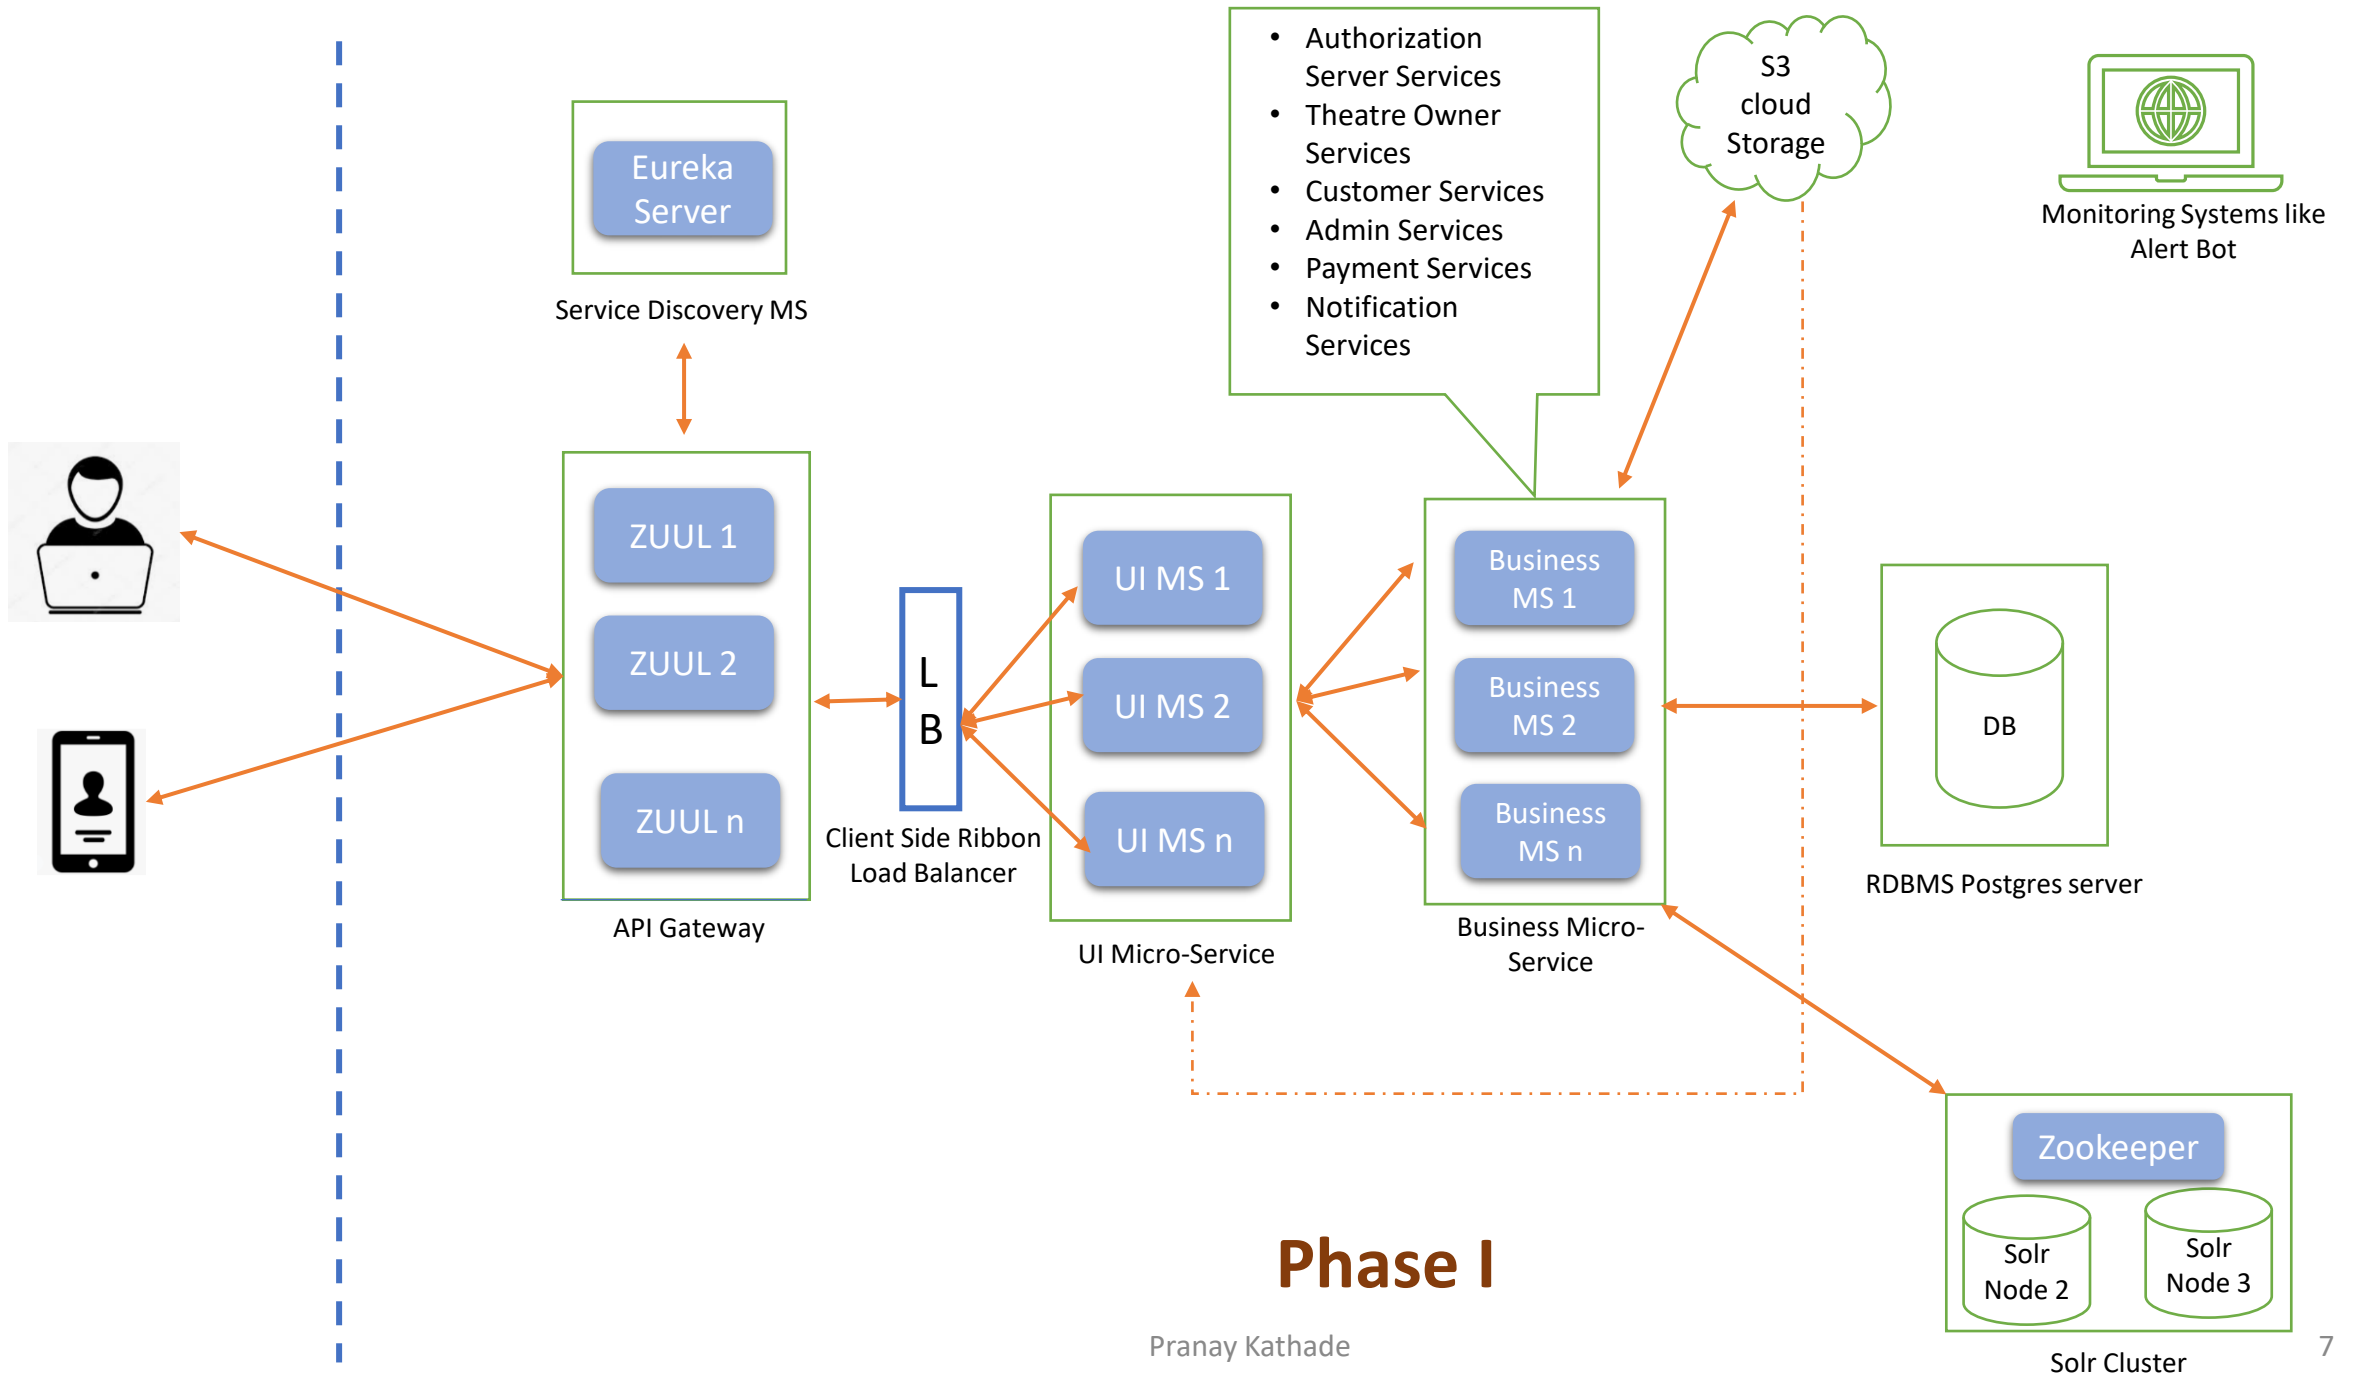 • Authorization
Server Services
• Theatre Owner
Services
• Customer Services
• Admin Services
• Payment Services
• Notification
Services
S3
cloud
Storage
Monitoring Systems like
Alert Bot
Eureka
Server
Service Discovery MS
ZUUL 1
ZUUL 2
ZUUL n
API Gateway
L
B
Client Side Ribbon
Load Balancer
UI MS 1
UI MS 2
UI MS n
UI Micro-Service
Business
MS 1
Business
MS 2
Business
MS n
Business Micro-
Service
DB
RDBMS Postgres server
Zookeeper
Solr
Node 2
Solr
Node 3
Solr Cluster
Phase I
Pranay Kathade
7